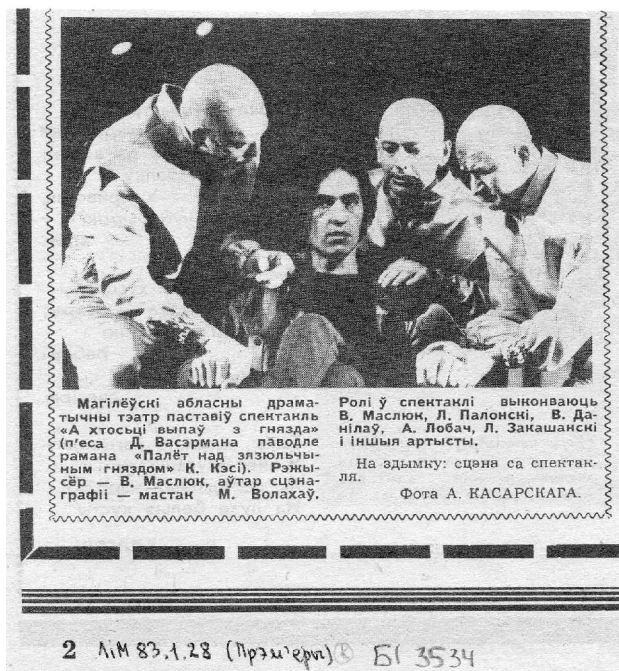 Магілёўскі абласны драма-
тычны тэатр паставіў спектакль
«А хтосьці выпаў з гнязда»
(п'еса Д. Васэрмана паводле
рамана «Палёт над зязюльчы-
ным гняздом» К. Кэсі). Рэжы-
сёр — В. Маслюк, аўтар сцэна-
графіі — мастак М. Волахаў.
Ролі ў спектаклі выконваюць
В. Маслюк, Л. Палонскі, В. Да-
нілаў, А. Лобач, Л. Закашанскі
і іншыя артысты.
На здымку: сцэна са спектак-
ля.
Фота А. КАСАРСКАГА.
2 ЛіМ 83.1.28 (Прэм'еры) Б1 3534